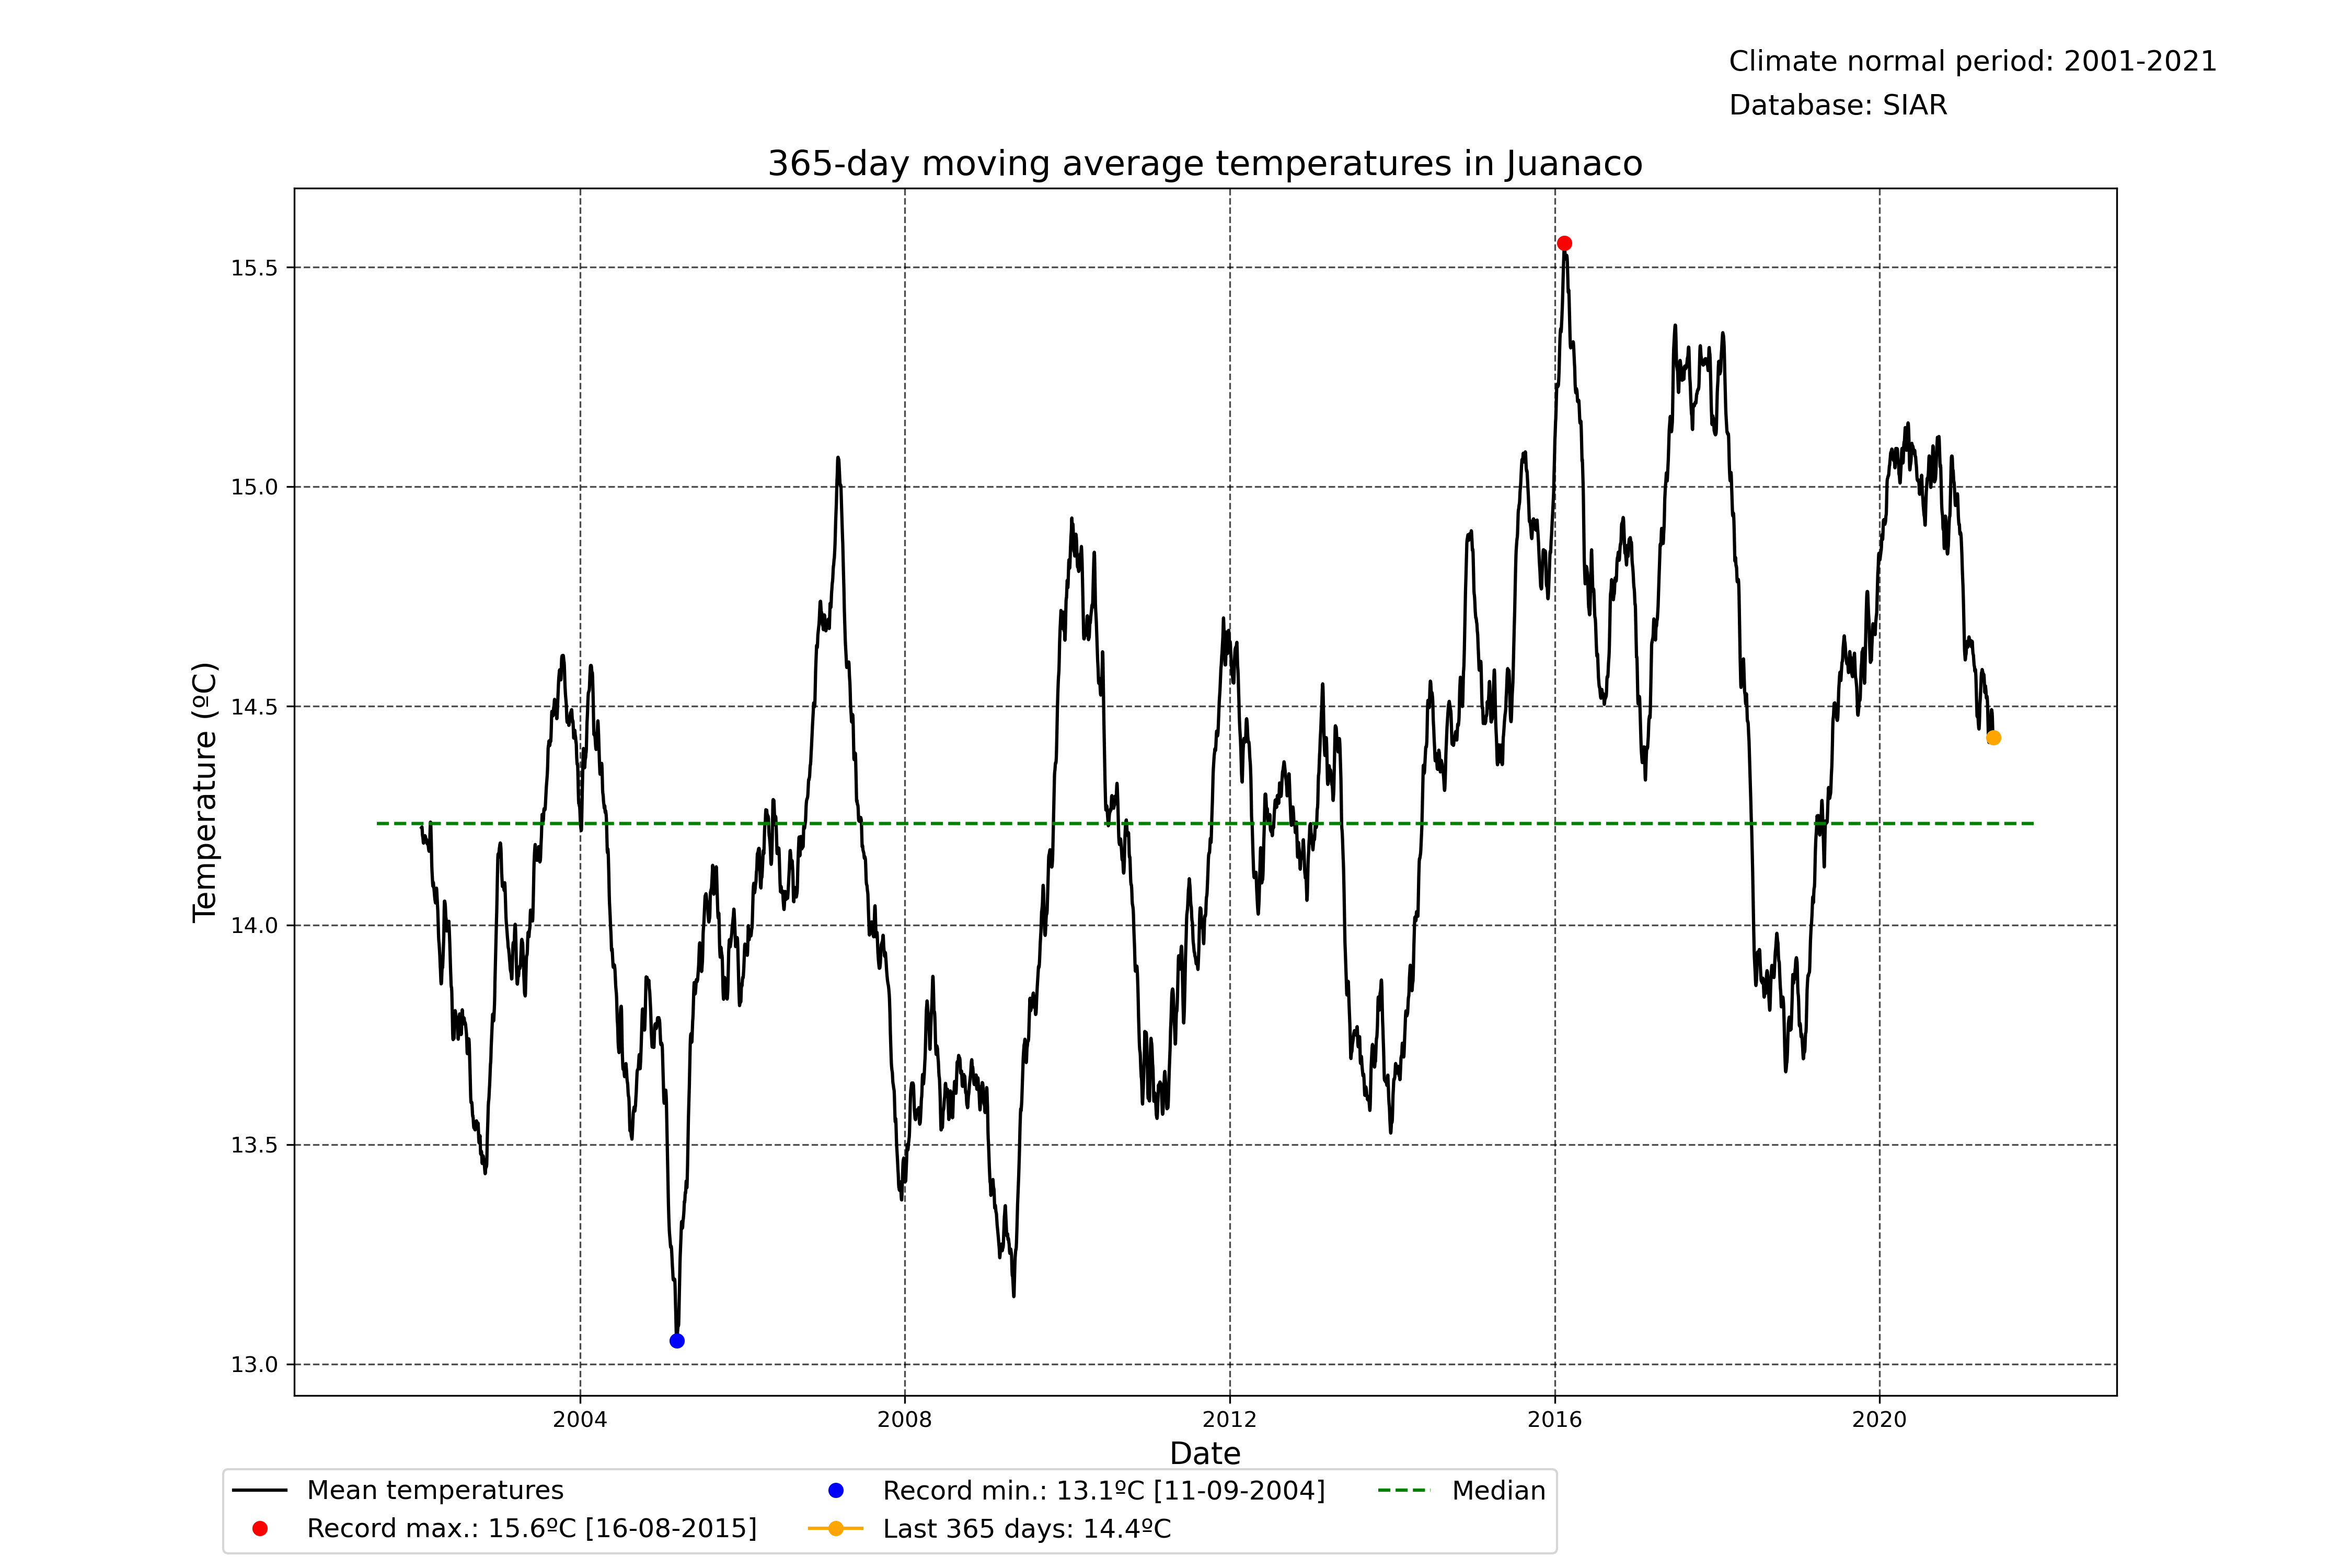 Climate normal period: 2001-2021
Database: SIAR
365-day moving average temperatures in Juanaco
Temperature (ºC)
15.5
15.0
14.5
14.0
13.5
13.0
2004
2008
2012
2016
2020
Date
Mean temperatures
Record max.: 15.6ºC [16-08-2015]
Record min.: 13.1ºC [11-09-2004]
Last 365 days: 14.4ºC
Median